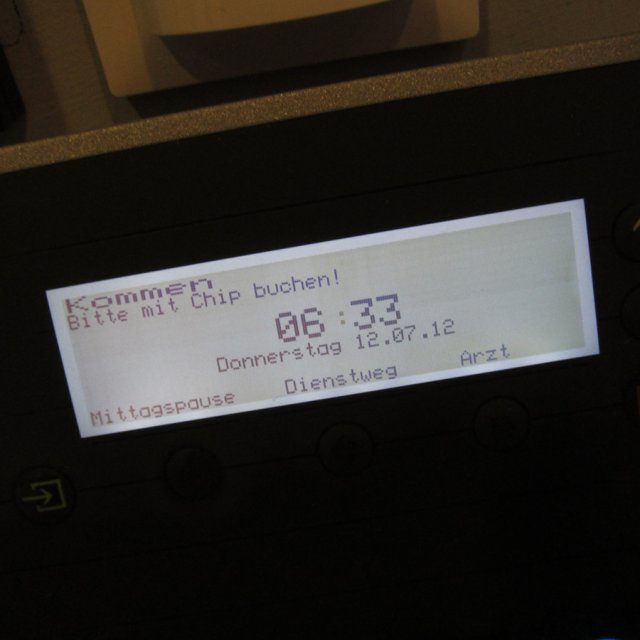 Kommen
Bitte mit Chip buchen!
06:33
Donnerstag 12.07.12
Mittagspause Dienstweg Arzt